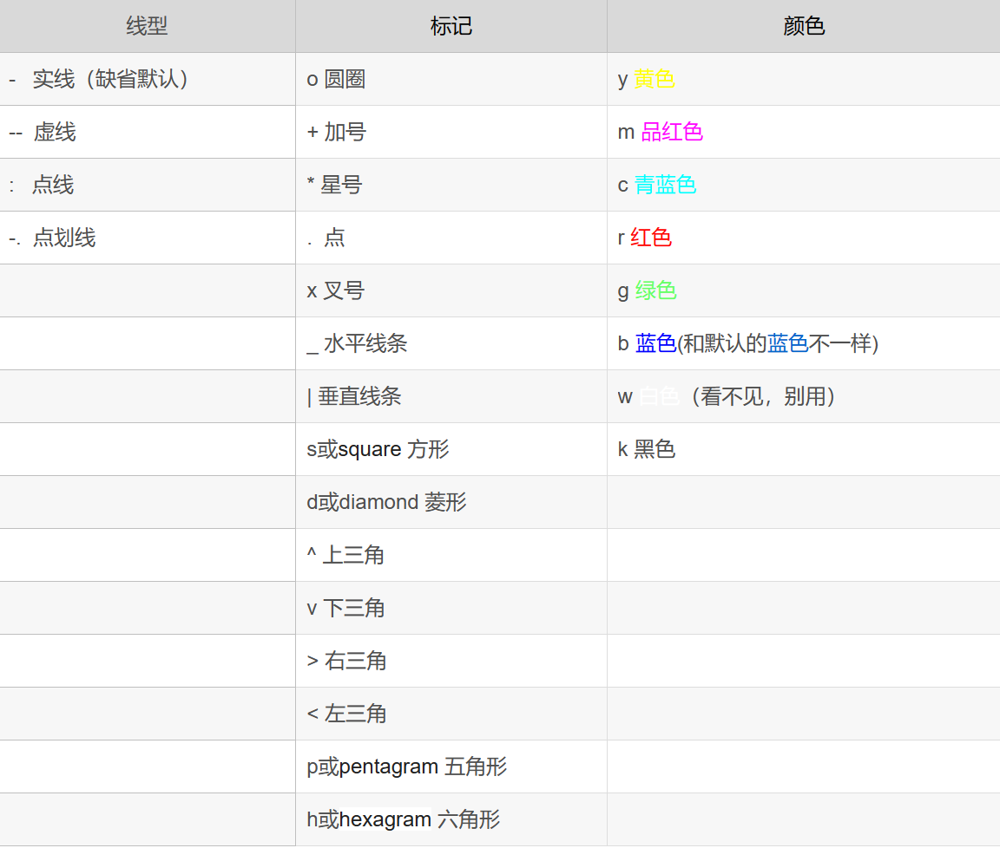 线型 标记 颜色
- 实线（缺省默认） o 圆圈 y 黄色
-- 虚线 + 加号 m 品红色
: 点线 * 星号 c 青蓝色
-. 点划线 . 点 r 红色
x 叉号 g 绿色
_ 水平线条 b 蓝色(和默认的蓝色不一样)
| 垂直线条 w 白色（看不见，别用）
s或square 方形 k 黑色
d或diamond 菱形
^ 上三角
v 下三角
> 右三角
< 左三角
p或pentagram 五角形
h或hexagram 六角形